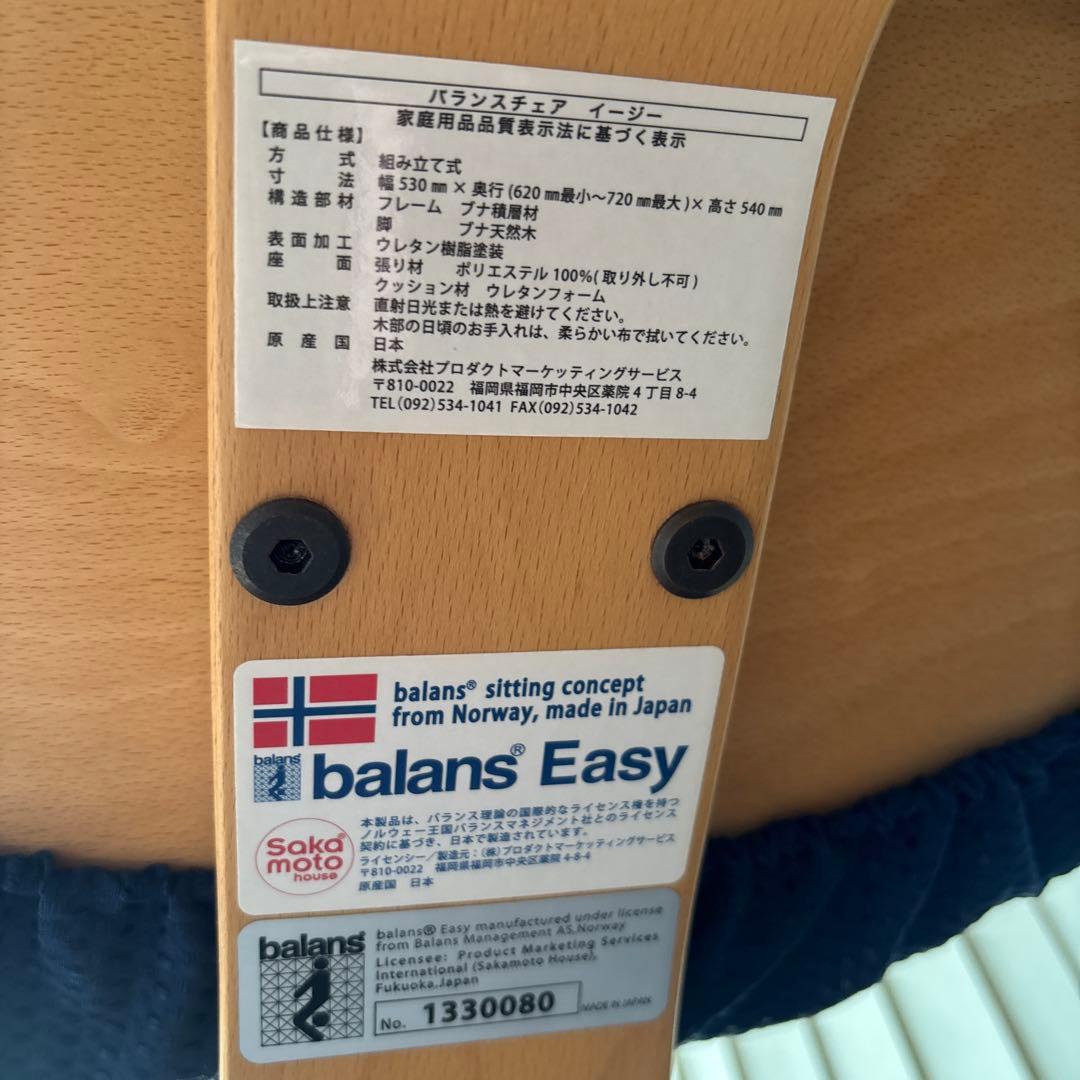 バランスチェア イージー
家庭用品品質表示法に基づく表示
【商品仕様】
方 式 組み立て式
寸 法 幅 530 ㎜ × 奥行 (620 ㎜最小～720 ㎜最大 )× 高さ 540 ㎜
構造部材 フレーム ブナ積層材
脚 ブナ天然木
表面加工 ウレタン樹脂塗装
座 面 張り材 ポリエステル 100%( 取り外し不可 )
クッション材 ウレタンフォーム
取扱上注意 直射日光または熱を避けてください。
木部の日頃のお手入れは、柔らかい布で拭いてください。
原 産 国 日本
株式会社プロダクトマーケッティングサービス
〒810-0022 福岡県福岡市中央区薬院 4 丁目 8-4
TEL(092)534-1041 FAX(092)534-1042
balans® sitting concept
from Norway, made in Japan
balans
balans® Easy
Saka®
moto
house
本製品は、バランス理論の国際的なライセンス権を持つ
ノルウェー王国バランスマネジメント社とのライセンス
契約に基づき、日本で製造されています。
ライセンシー／製造元：(株)プロダクトマーケッティングサービス
〒810-0022 福岡県福岡市中央区薬院 4-8-4
原産国 日本
balans®
balans® Easy manufactured under license
from Balans Management AS,Norway
Licensee: Product Marketing Services
International (Sakamoto House),
Fukuoka,Japan
No. 1330080
MADE IN JAPAN